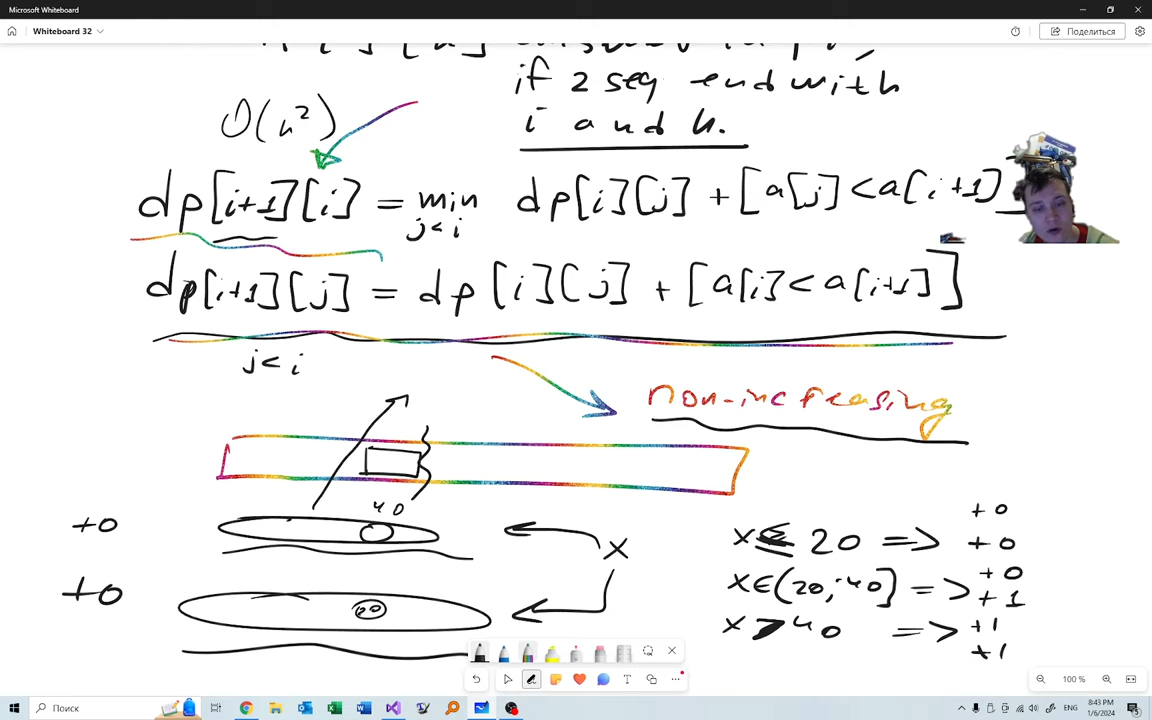 Microsoft Whiteboard
Whiteboard 32
Поделиться
if 2 seq end with
i and k.
O(n²)
dp[i+1][i] = min dp[i][j] + [a[j] < a[i+1]
j < i
dp[i+1][j] = dp[i][j] + [a[i] < a[i+1]]
j < i
non-increasing
40
+0
+0
x
20
x ≤ 20 => +0 +0
x ∈ (20; 40] => +0 +1
x > 40 => +1 +1
100 %
Поиск
ENG
8:43 PM
1/6/2024